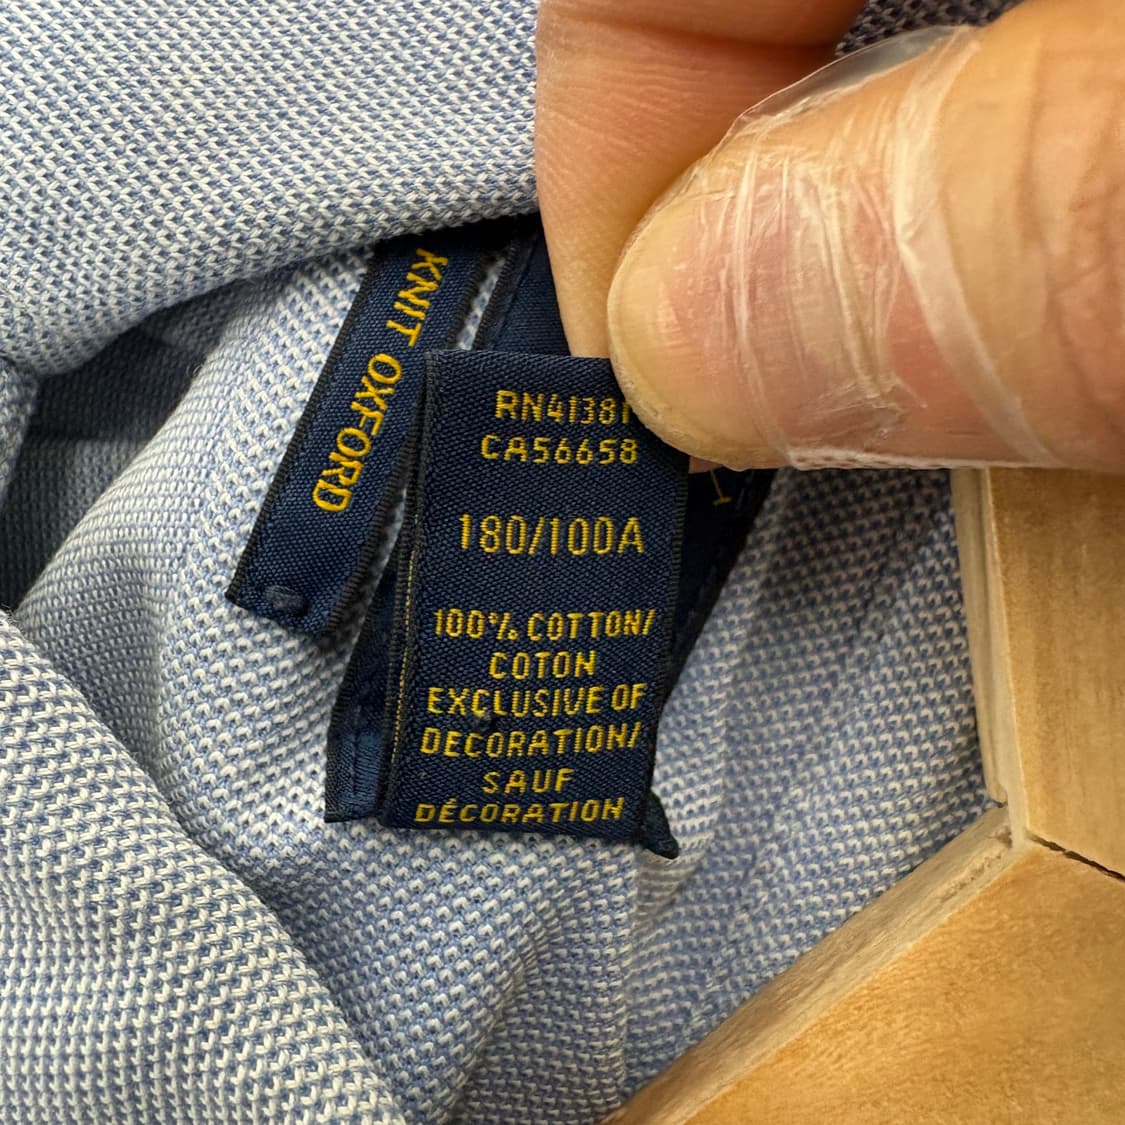 KNIT OXFORD
RN41381
CA56658
180/100A
100% COTTON/
COTON
EXCLUSIVE OF
DECORATION/
SAUF
DÉCORATION